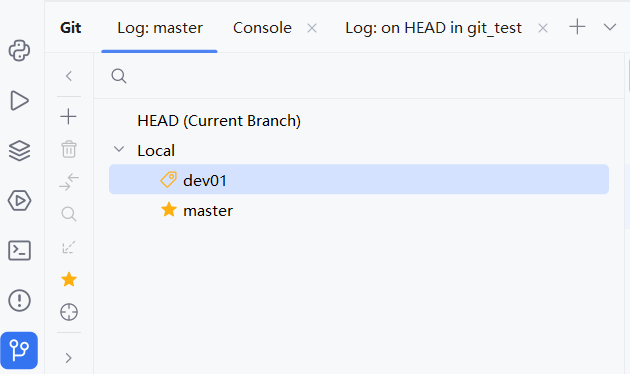 Git Log: master Console Log: on HEAD in git_test
HEAD (Current Branch)
Local
dev01
master